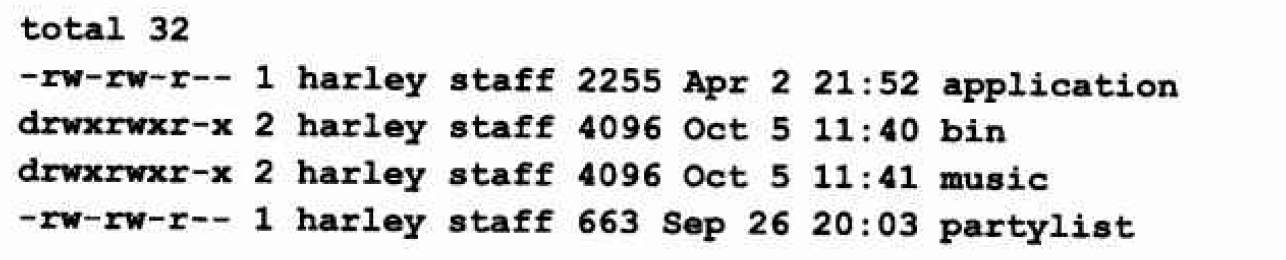 total 32
-rw-rw-r-- 1 harley staff 2255 Apr 2 21:52 application
drwxrwxr-x 2 harley staff 4096 Oct 5 11:40 bin
drwxrwxr-x 2 harley staff 4096 Oct 5 11:41 music
-rw-rw-r-- 1 harley staff 663 Sep 26 20:03 partylist